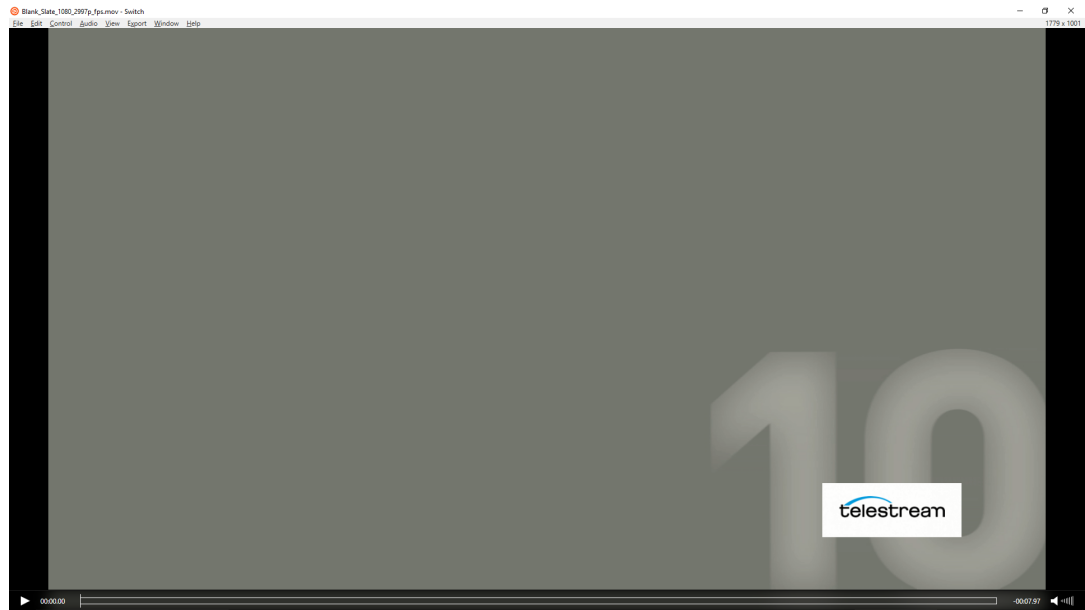 Blank_Slate_1080_2997p_fps.mov - Switch
File Edit Control Audio View Export Window Help
1779 x 1001
10
telestream
00:00.00
-00:07.97